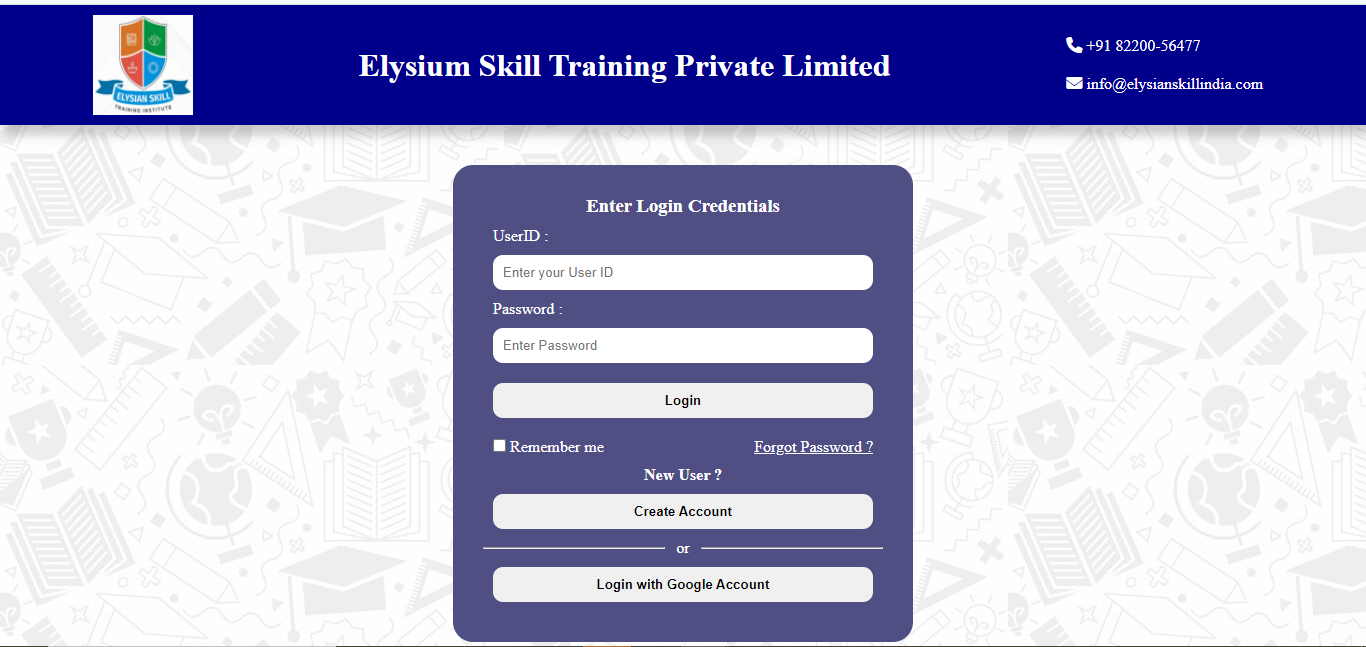 ELYSIAN SKILL
TRAINING INSTITUTE
Elysium Skill Training Private Limited
+91 82200-56477
info@elysianskillindia.com
Enter Login Credentials
UserID :
Enter your User ID
Password :
Enter Password
Login
Remember me Forgot Password ?
New User ?
Create Account
or
Login with Google Account